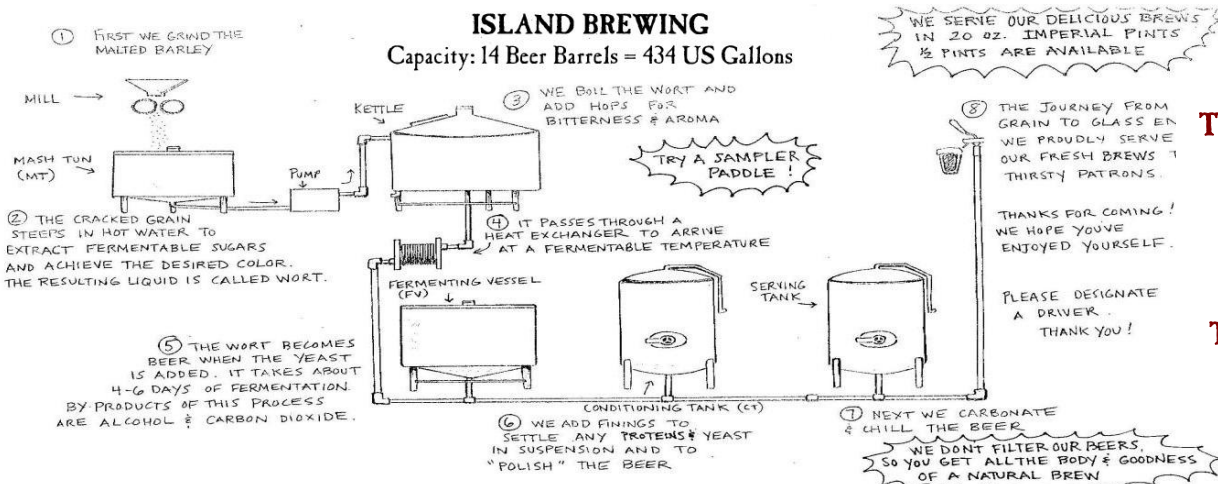 ISLAND BREWING
Capacity: 14 Beer Barrels = 434 US Gallons
① FIRST WE GRIND THE
MALTED BARLEY
MILL
MASH TUN
(MT)
② THE CRACKED GRAIN
STEEPS IN HOT WATER TO
EXTRACT FERMENTABLE SUGARS
AND ACHIEVE THE DESIRED COLOR.
THE RESULTING LIQUID IS CALLED WORT.
PUMP
KETTLE
③ WE BOIL THE WORT AND
ADD HOPS FOR
BITTERNESS & AROMA
TRY A SAMPLER
PADDLE !
④ IT PASSES THROUGH A
HEAT EXCHANGER TO ARRIVE
AT A FERMENTABLE TEMPERATURE
FERMENTING VESSEL
(FV)
⑤ THE WORT BECOMES
BEER WHEN THE YEAST
IS ADDED. IT TAKES ABOUT
4-6 DAYS OF FERMENTATION.
BY-PRODUCTS OF THIS PROCESS
ARE ALCOHOL & CARBON DIOXIDE.
CONDITIONING TANK (CT)
⑥ WE ADD FININGS TO
SETTLE ANY PROTEINS & YEAST
IN SUSPENSION AND TO
"POLISH" THE BEER
SERVING
TANK
⑦ NEXT WE CARBONATE
& CHILL THE BEER
WE DONT FILTER OUR BEERS,
SO YOU GET ALL THE BODY & GOODNESS
OF A NATURAL BREW
WE SERVE OUR DELICIOUS BREWS
IN 20 OZ. IMPERIAL PINTS
½ PINTS ARE AVAILABLE
⑧ THE JOURNEY FROM
GRAIN TO GLASS EN
WE PROUDLY SERVE
OUR FRESH BREWS T
THIRSTY PATRONS.
THANKS FOR COMING!
WE HOPE YOU'VE
ENJOYED YOURSELF.
PLEASE DESIGNATE
A DRIVER.
THANK YOU!
T
T